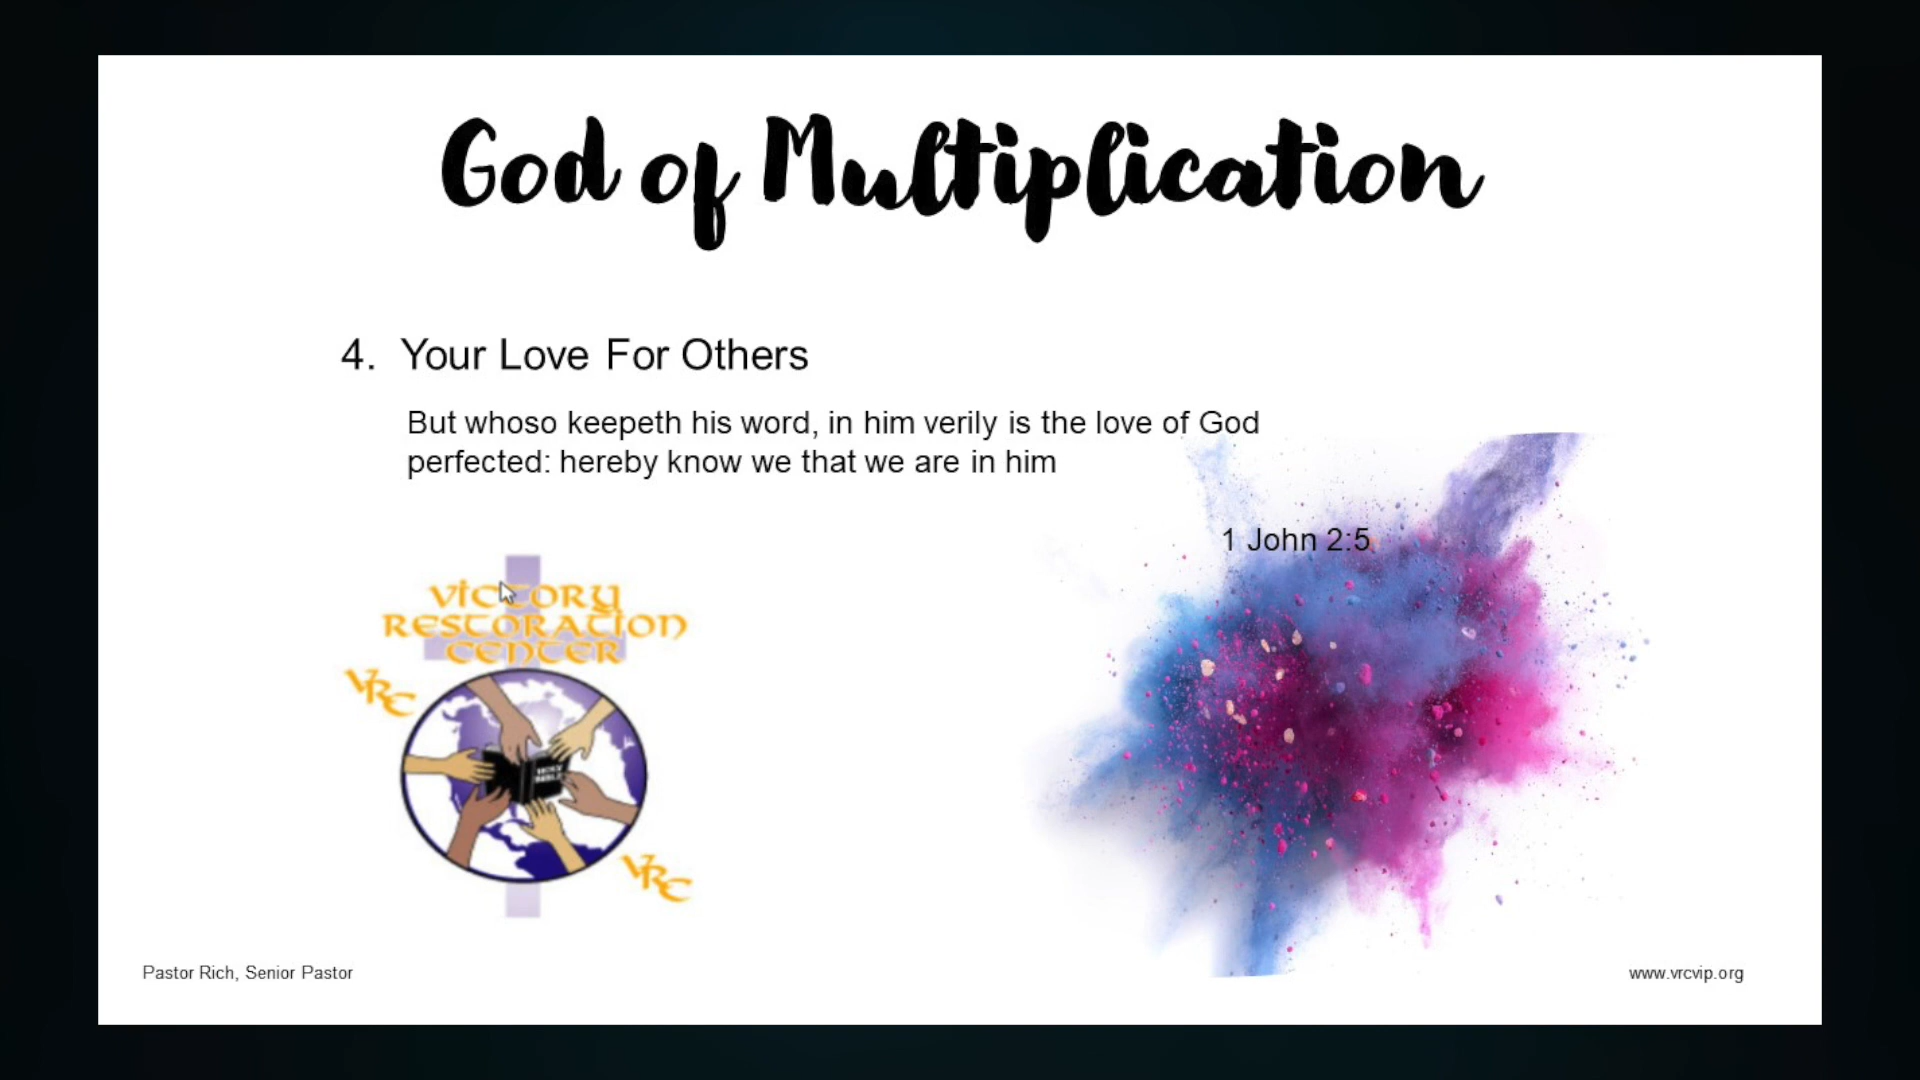 God of Multiplication
4. Your Love For Others
But whoso keepeth his word, in him verily is the love of God
perfected: hereby know we that we are in him
1 John 2:5
VICTORY
RESTORATION
CENTER
VRC
HOLY
BIBLE
VRC
Pastor Rich, Senior Pastor
www.vrcvip.org